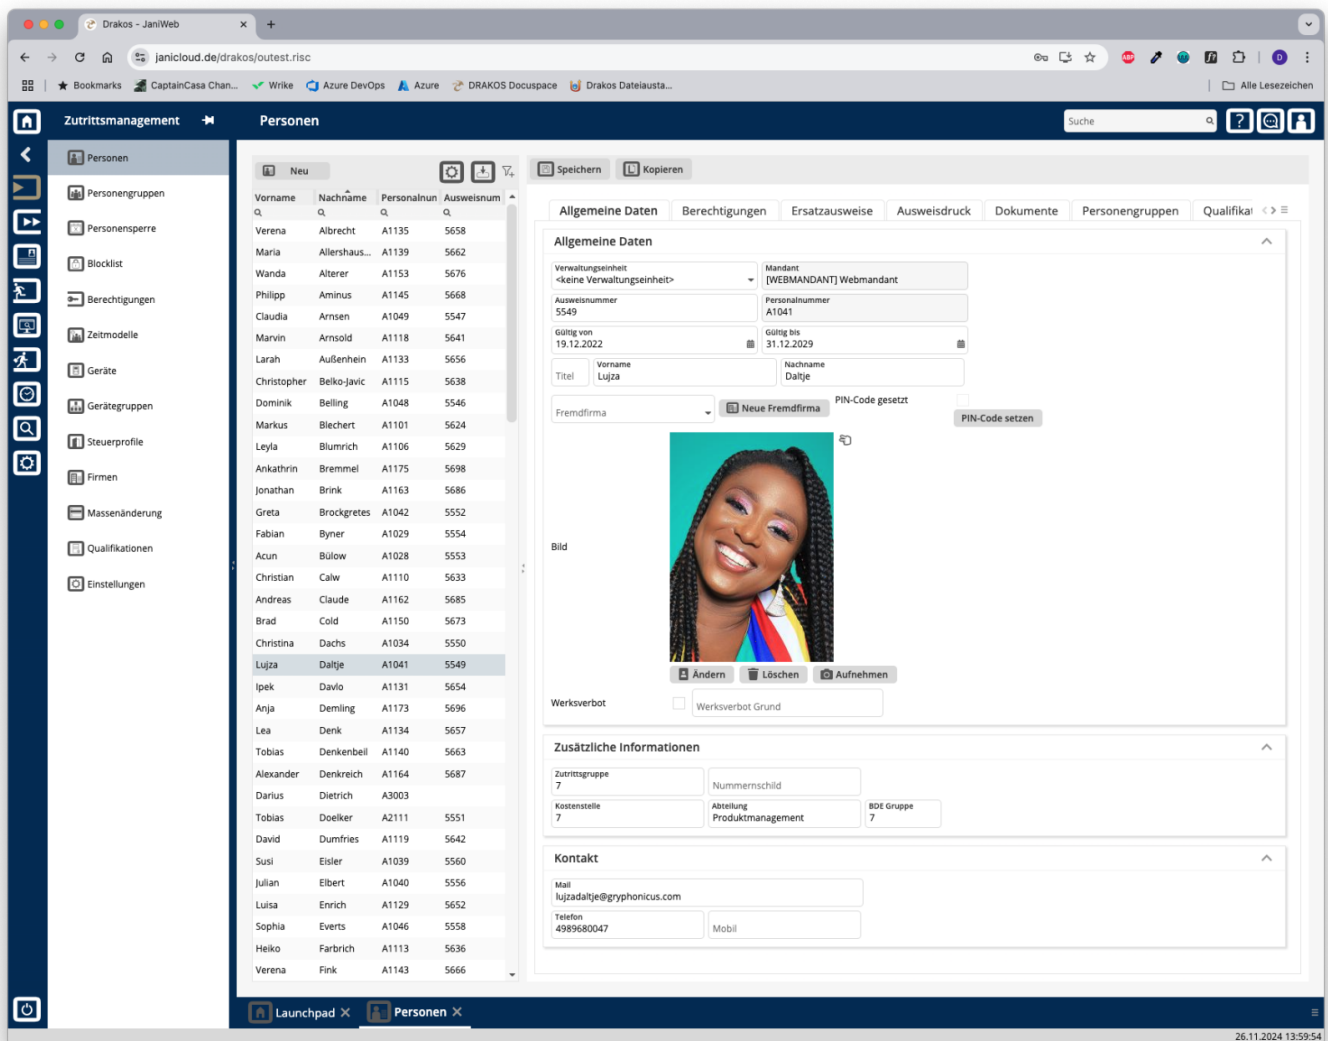 Drakos - JaniWeb
janicloud.de/drakos/outest.risc
ABP
D
Bookmarks CaptainCasa Chan... Wrike Azure DevOps Azure DRAKOS Docuspace Drakos Dateiausta... Alle Lesezeichen
Zutrittsmanagement Personen Suche ?
Personen
Personengruppen
Personensperre
Blocklist
Berechtigungen
Zeitmodelle
Geräte
Gerätegruppen
Steuerprofile
Firmen
Massenänderung
Qualifikationen
Einstellungen
Neu
Vorname Nachname Personalnun Ausweisnum
Verena Albrecht A1135 5658
Maria Allershaus... A1139 5662
Wanda Alterer A1153 5676
Philipp Aminus A1145 5668
Claudia Arnsen A1049 5547
Marvin Arnsold A1118 5641
Larah Außenhein A1133 5656
Christopher Belko-Javic A1115 5638
Dominik Belling A1048 5546
Markus Blechert A1101 5624
Leyla Blumrich A1106 5629
Ankathrin Bremmel A1175 5698
Jonathan Brink A1163 5686
Greta Brockgretes A1042 5552
Fabian Byner A1029 5554
Acun Bülow A1028 5553
Christian Calw A1110 5633
Andreas Claude A1162 5685
Brad Cold A1150 5673
Christina Dachs A1034 5550
Lujza Daltje A1041 5549
Ipek Davlo A1131 5654
Anja Demling A1173 5696
Lea Denk A1134 5657
Tobias Denkenbeil A1140 5663
Alexander Denkreich A1164 5687
Darius Dietrich A3003
Tobias Doelker A2111 5551
David Dumfries A1119 5642
Susi Eisler A1039 5560
Julian Elbert A1040 5556
Luisa Enrich A1129 5652
Sophia Everts A1046 5558
Heiko Farbrich A1113 5636
Verena Fink A1143 5666
Speichern Kopieren
Allgemeine Daten Berechtigungen Ersatzausweise Ausweisdruck Dokumente Personengruppen Qualifikat
Allgemeine Daten
Verwaltungseinheit Mandant
<keine Verwaltungseinheit> [WEBMANDANT] Webmandant
Ausweisnummer Personalnummer
5549 A1041
Gültig von Gültig bis
19.12.2022 31.12.2029
Vorname Nachname
Titel Lujza Daltje
Fremdfirma Neue Fremdfirma PIN-Code gesetzt
PIN-Code setzen
Bild
Ändern Löschen Aufnehmen
Werksverbot Werksverbot Grund
Zusätzliche Informationen
Zutrittsgruppe
7 Nummernschild
Kostenstelle Abteilung BDE Gruppe
7 Produktmanagement 7
Kontakt
Mail
lujzadaltje@gryphonicus.com
Telefon
4989680047 Mobil
Launchpad Personen
26.11.2024 13:59:54